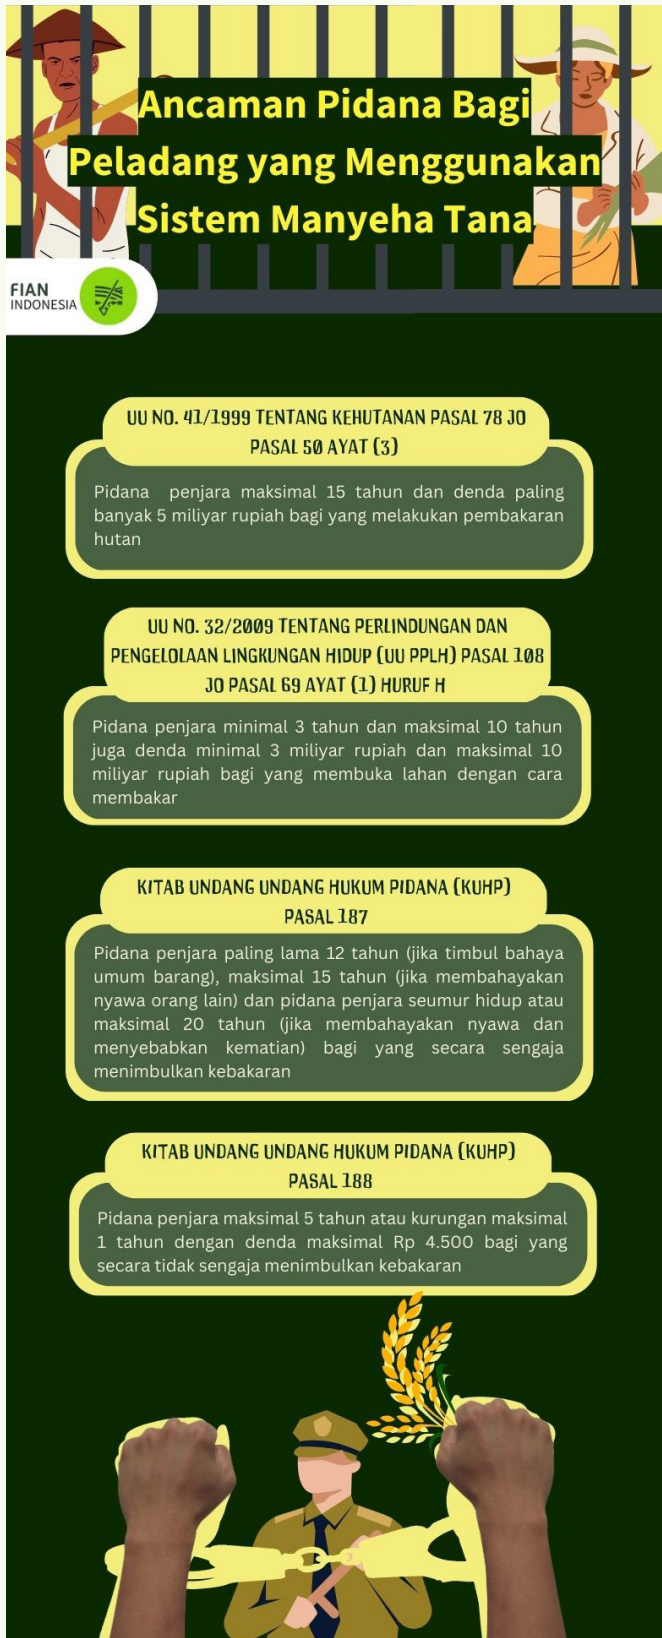 Ancaman Pidana Bagi
Peladang yang Menggunakan
Sistem Manyeha Tana
FIAN
INDONESIA
UU NO. 41/1999 TENTANG KEHUTANAN PASAL 78 JO
PASAL 50 AYAT (3)
Pidana penjara maksimal 15 tahun dan denda paling
banyak 5 miliyar rupiah bagi yang melakukan pembakaran
hutan
UU NO. 32/2009 TENTANG PERLINDUNGAN DAN
PENGELOLAAN LINGKUNGAN HIDUP (UU PPLH) PASAL 108
JO PASAL 69 AYAT (1) HURUF H
Pidana penjara minimal 3 tahun dan maksimal 10 tahun
juga denda minimal 3 miliyar rupiah dan maksimal 10
miliyar rupiah bagi yang membuka lahan dengan cara
membakar
KITAB UNDANG UNDANG HUKUM PIDANA (KUHP)
PASAL 187
Pidana penjara paling lama 12 tahun (jika timbul bahaya
umum barang), maksimal 15 tahun (jika membahayakan
nyawa orang lain) dan pidana penjara seumur hidup atau
maksimal 20 tahun (jika membahayakan nyawa dan
menyebabkan kematian) bagi yang secara sengaja
menimbulkan kebakaran
KITAB UNDANG UNDANG HUKUM PIDANA (KUHP)
PASAL 188
Pidana penjara maksimal 5 tahun atau kurungan maksimal
1 tahun dengan denda maksimal Rp 4.500 bagi yang
secara tidak sengaja menimbulkan kebakaran